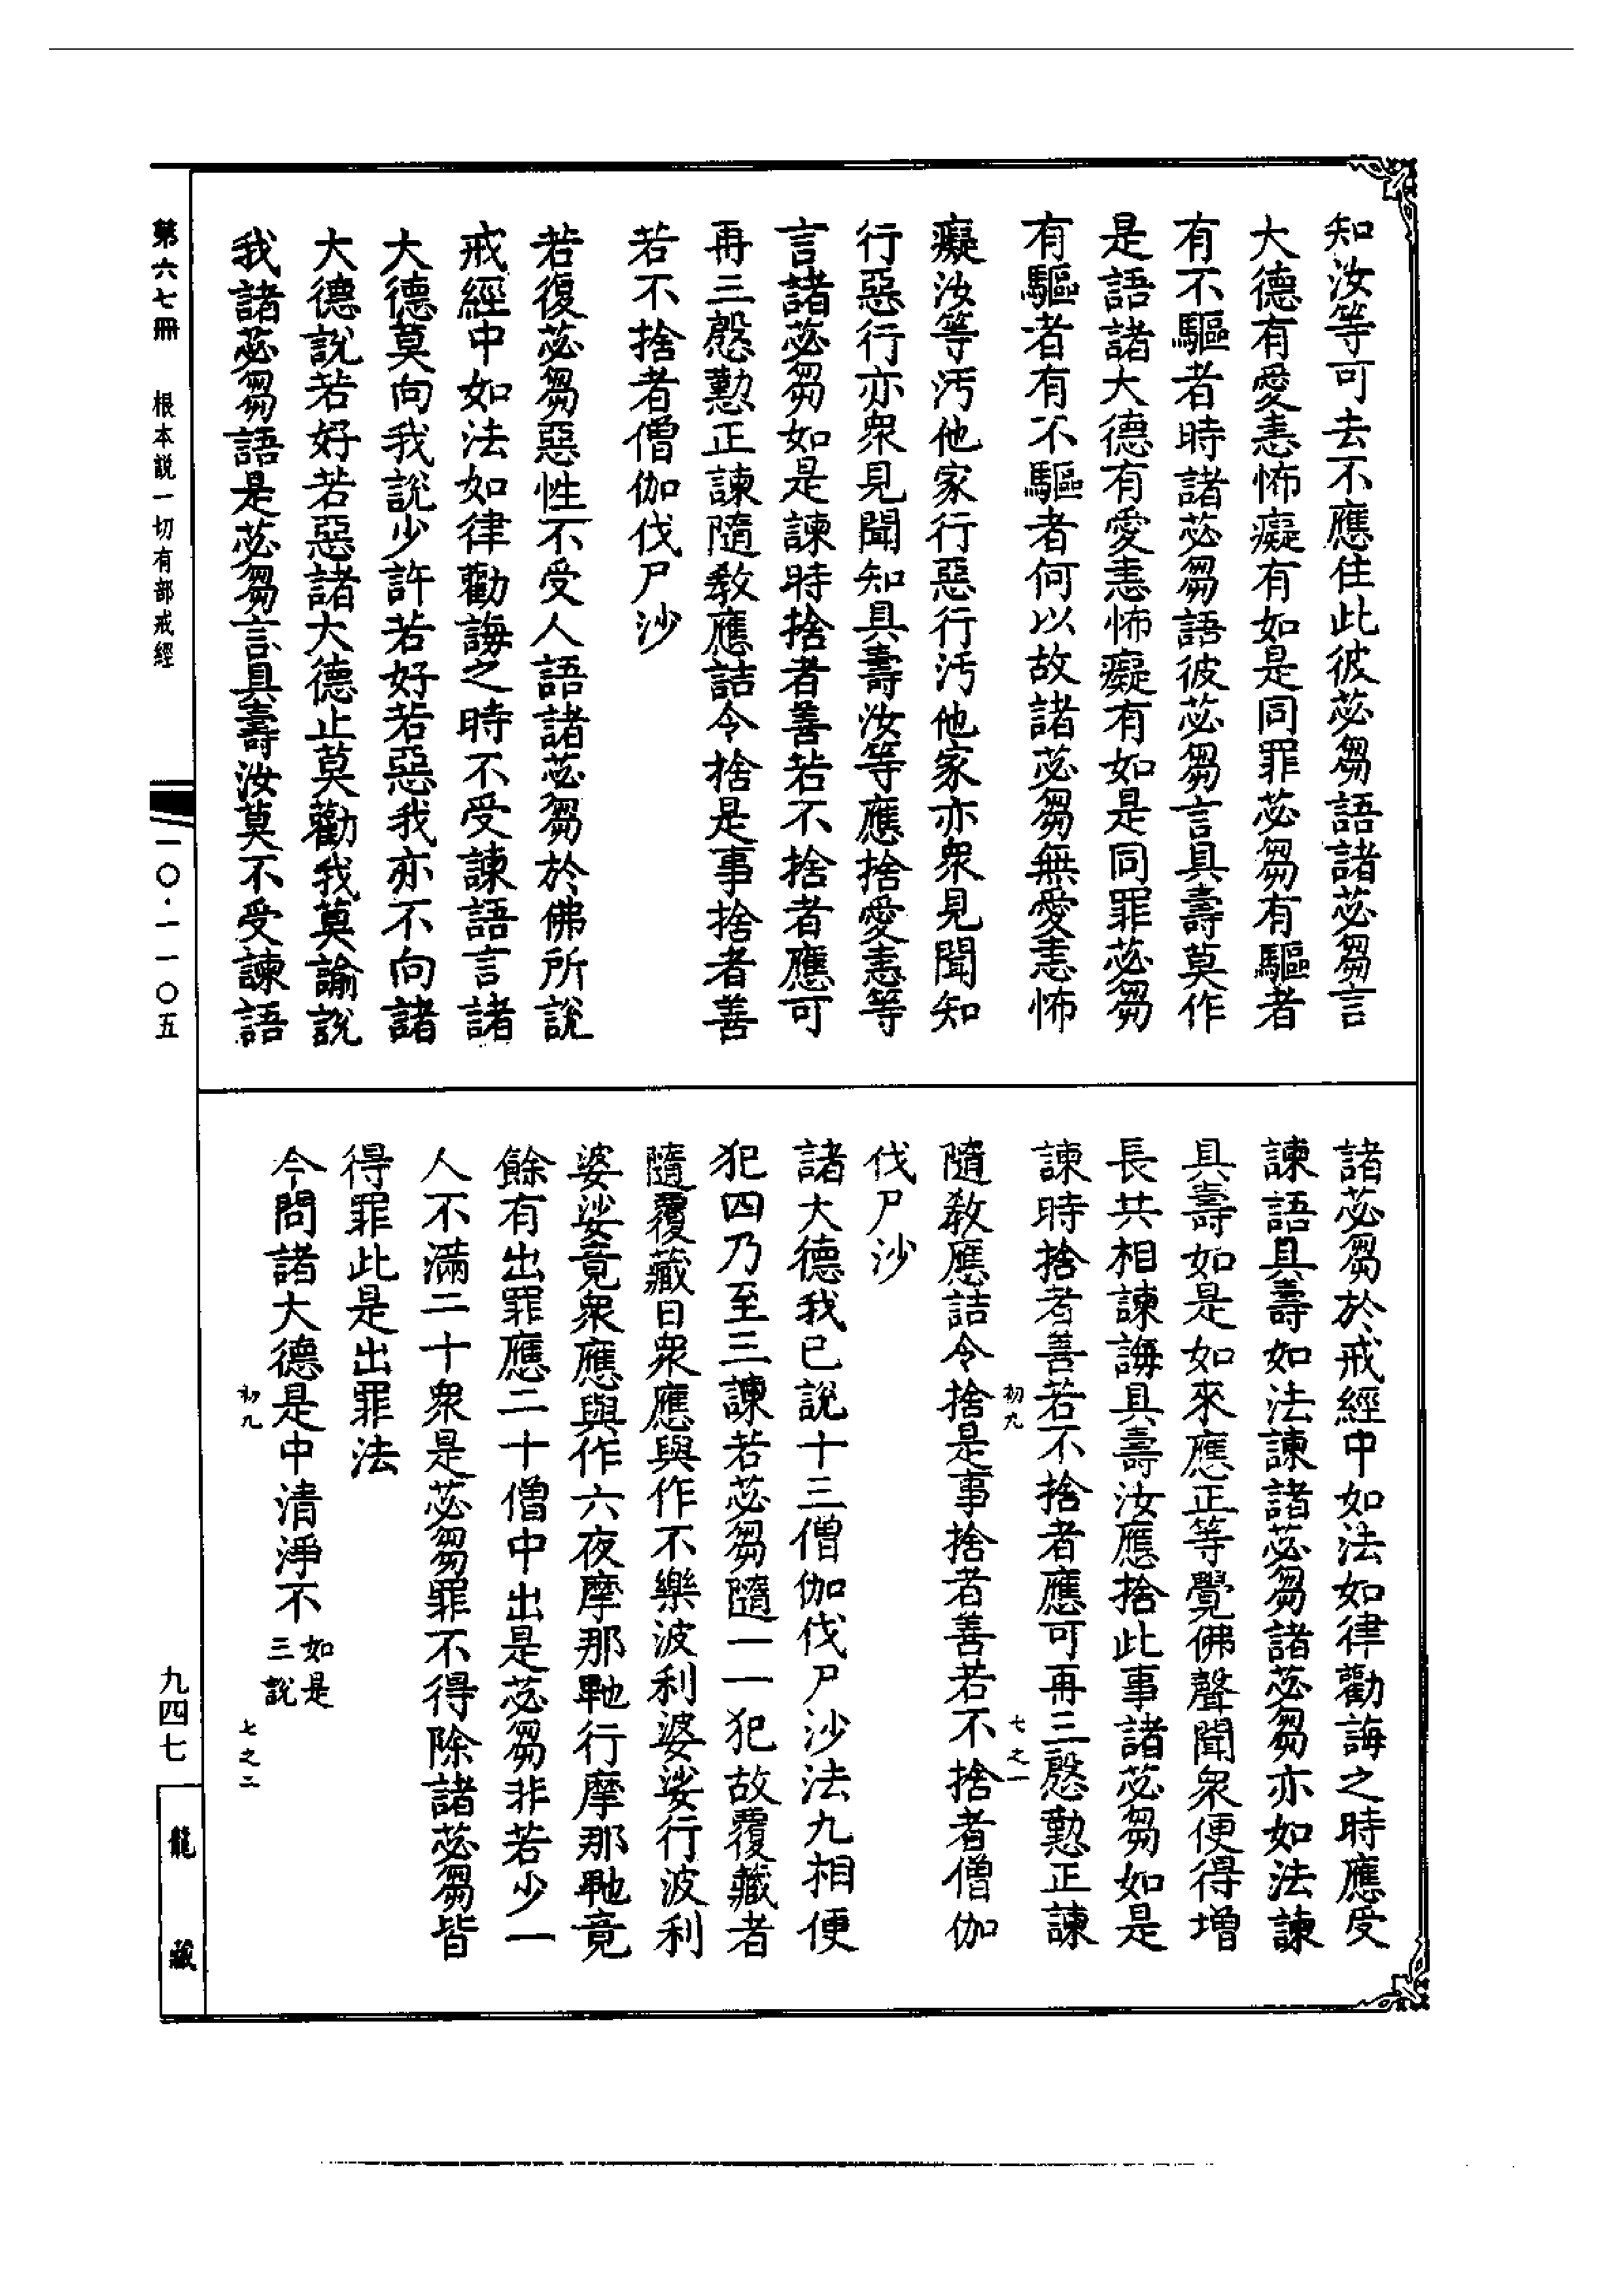 知汝等可去不應住此彼苾芻語諸苾芻言
大德有愛恚怖癡有如是同罪苾芻有驅者
有不驅者時諸苾芻語彼苾芻言具壽莫作
是語諸大德有愛恚怖癡有如是同罪苾芻
有驅者有不驅者何以故諸苾芻無愛恚怖
癡汝等汚他家行惡行汚他家亦衆見聞知
行惡行亦衆見聞知具壽汝等應捨愛恚等
言諸苾芻如是諫時捨者善若不捨者應可
再三慇懃正諫隨教應詰令捨是事捨者善
若不捨者僧伽伐尸沙
若復苾芻惡性不受人語諸苾芻於佛所說
戒經中如法如律勸誨之時不受諫語言諸
大德莫向我說少許若好若惡我亦不向諸
大德說若好若惡諸大德止莫勸我莫諭說
我諸苾芻語是苾芻言具壽汝莫不受諫語
諸苾芻於戒經中如法如律勸誨之時應受
諫語具壽如法諫諸苾芻諸苾芻亦如法諫
具壽如是如來應正等覺佛聲聞衆便得增
長共相諫誨具壽汝應捨此事諸苾芻如是
諫時捨者善若不捨者應可再三慇懃正諫
初九
七之一
隨教應詰令捨是事捨者善若不捨者僧伽
伐尸沙
諸大德我已說十三僧伽伐尸沙法九相便
犯四乃至三諫若苾芻隨一一犯故覆藏者
隨覆藏日衆應與作不樂波利婆娑行波利
婆娑竟衆應與作六夜摩那𠷈行摩那𠷈竟
餘有出罪應二十僧中出是苾芻非若少一
人不滿二十衆是苾芻罪不得除諸苾芻皆
得罪此是出罪法
今問諸大德是中清淨不 如是三說
初九
七之二
第六七冊 根本說一切有部戒經
一〇·一一〇五
九四七
龍藏